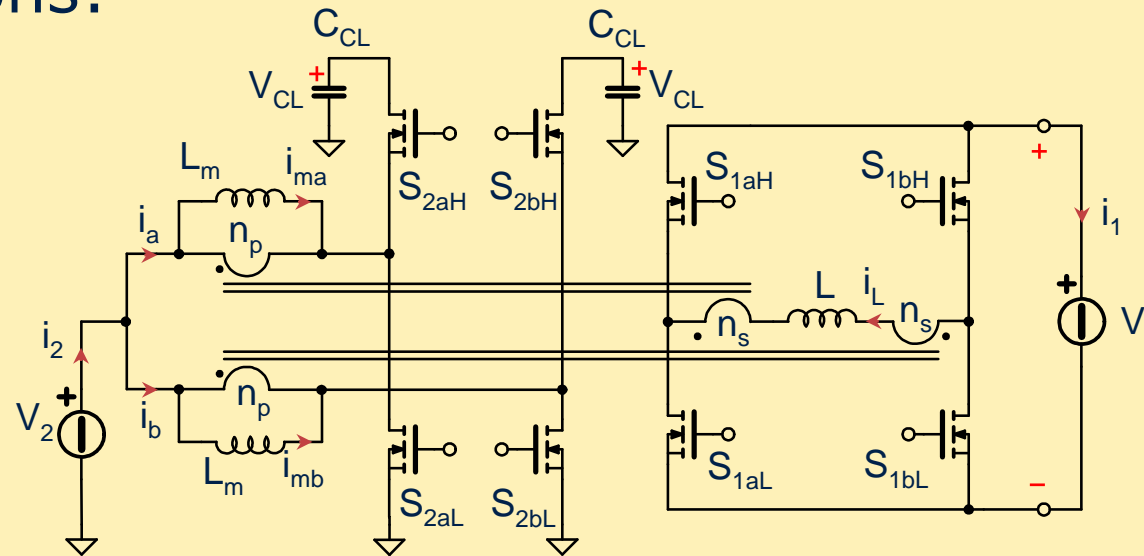 ons:
C_CL
C_CL
+
V_CL
+
V_CL
L_m
i_ma
S_2aH
S_2bH
S_1aH
S_1bH
+
i_a
n_p
i_1
L
i_L
n_s
n_s
+
V
i_2
n_p
+
V_2
i_b
L_m
i_mb
S_2aL
S_2bL
S_1aL
S_1bL
−